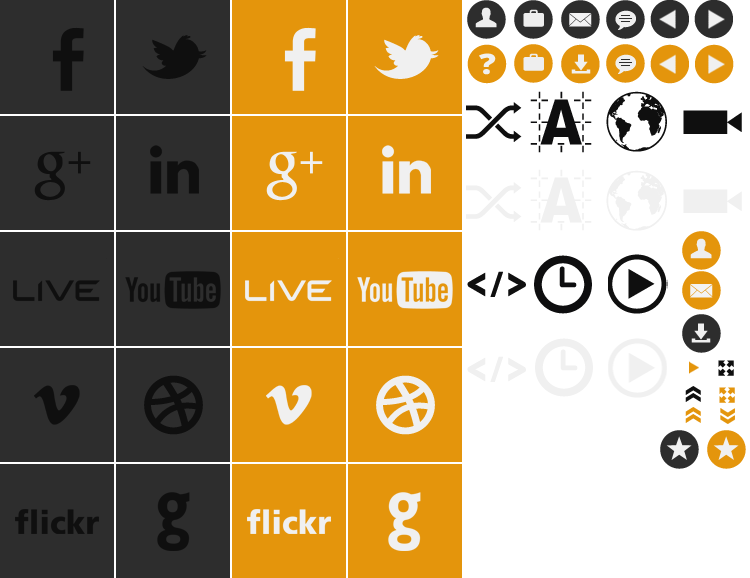 f f
g+ in g+ in
A
A
LIVE YouTube LIVE YouTube
?
</>
v v
</>
flickr g flickr g